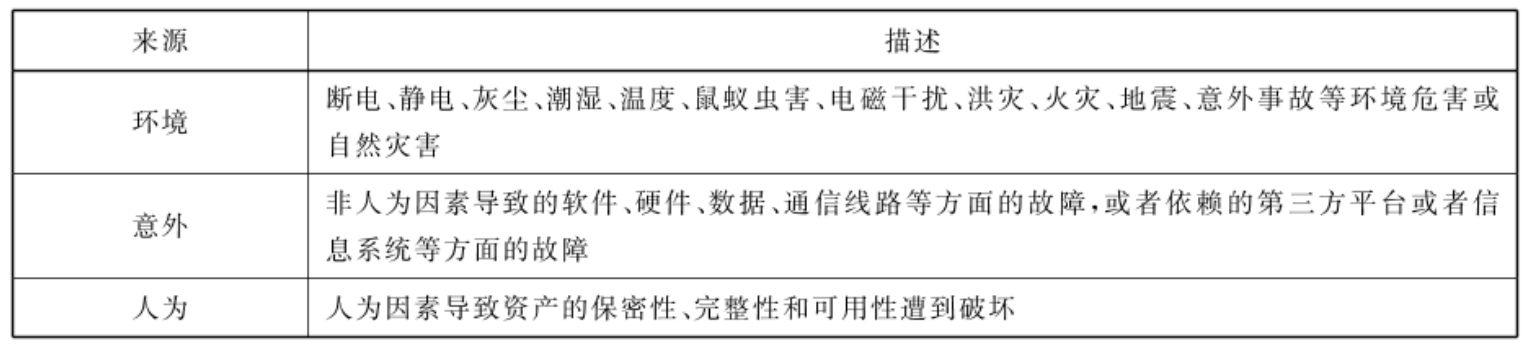 来源 描述
环境 断电、静电、灰尘、潮湿、温度、鼠蚁虫害、电磁干扰、洪灾、火灾、地震、意外事故等环境危害或
自然灾害
意外 非人为因素导致的软件、硬件、数据、通信线路等方面的故障,或者依赖的第三方平台或者信
息系统等方面的故障
人为 人为因素导致资产的保密性、完整性和可用性遭到破坏